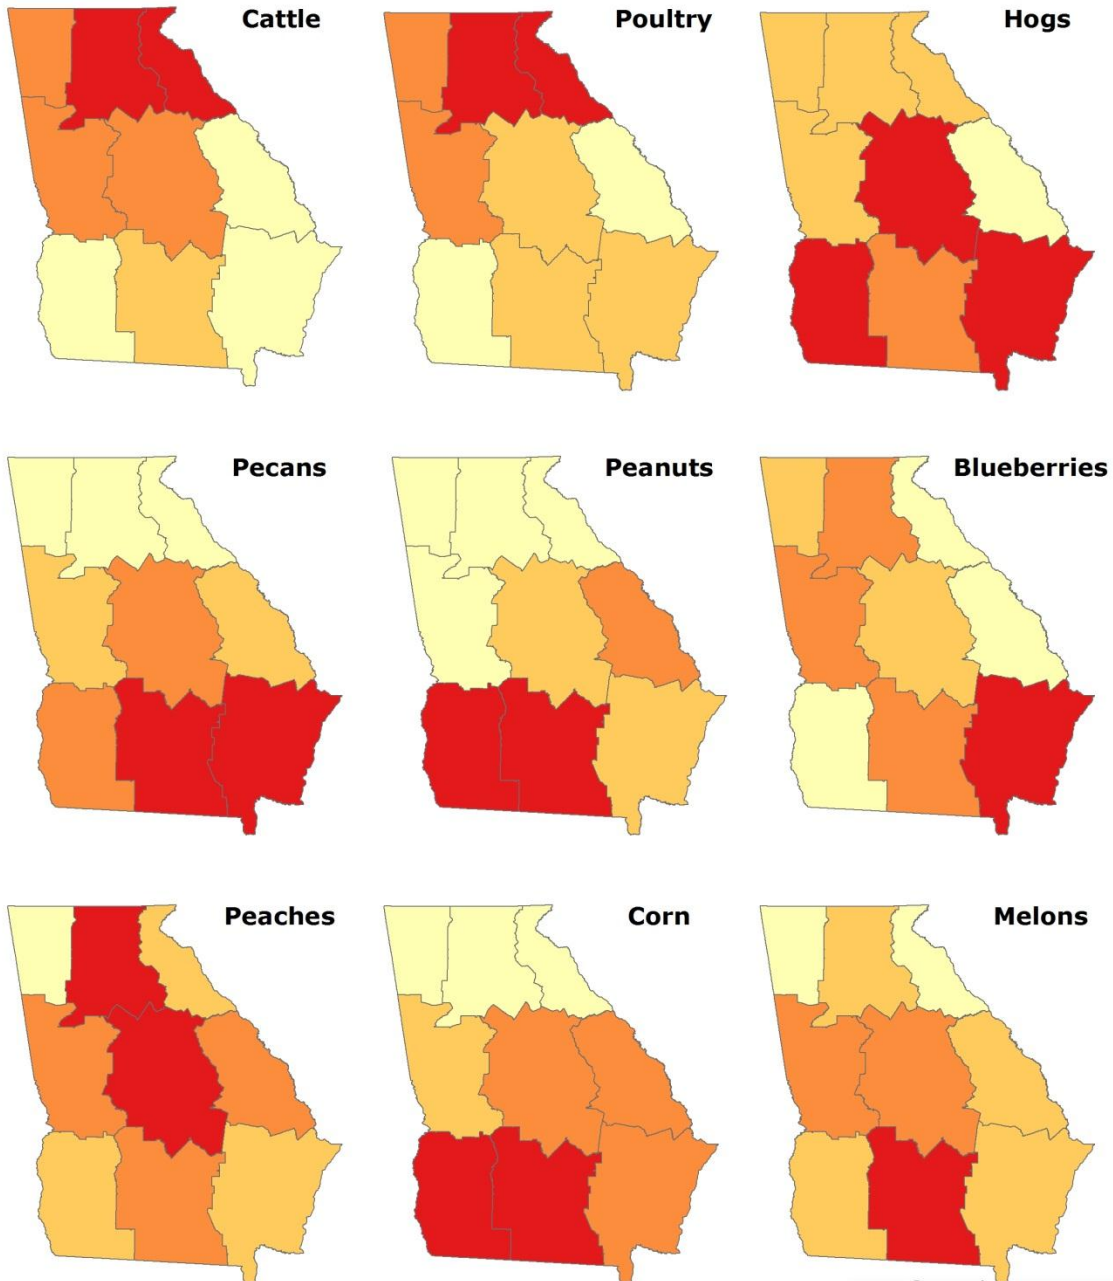 Cattle
Poultry
Hogs
Pecans
Peanuts
Blueberries
Peaches
Corn
Melons